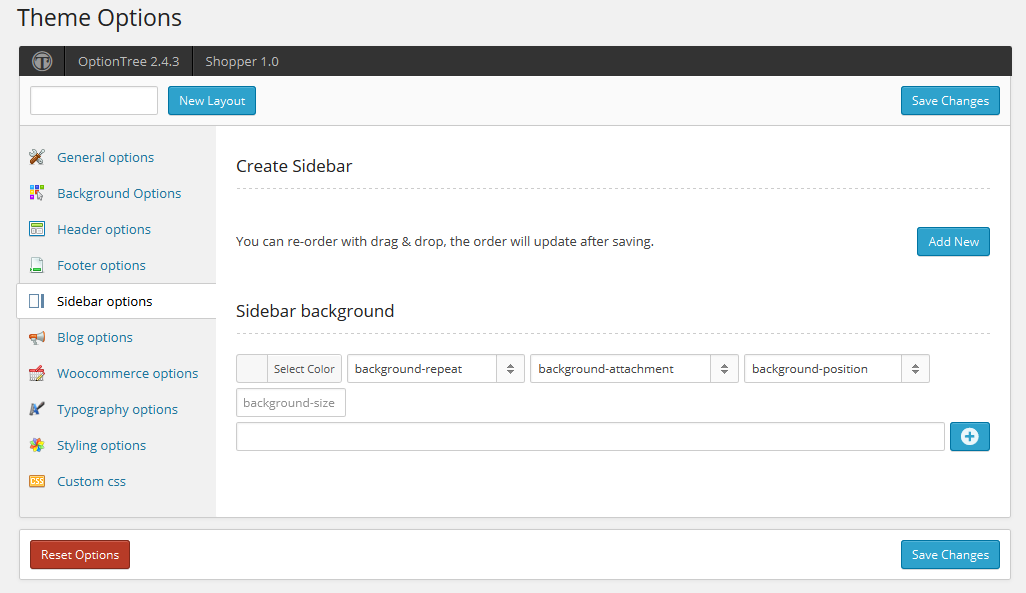 Theme Options
OptionTree 2.4.3 Shopper 1.0
New Layout Save Changes
General options
Background Options
Header options
Footer options
Sidebar options
Blog options
Woocommerce options
Typography options
Styling options
CSS Custom css
Create Sidebar
You can re-order with drag & drop, the order will update after saving. Add New
Sidebar background
Select Color background-repeat background-attachment background-position
background-size
Reset Options Save Changes